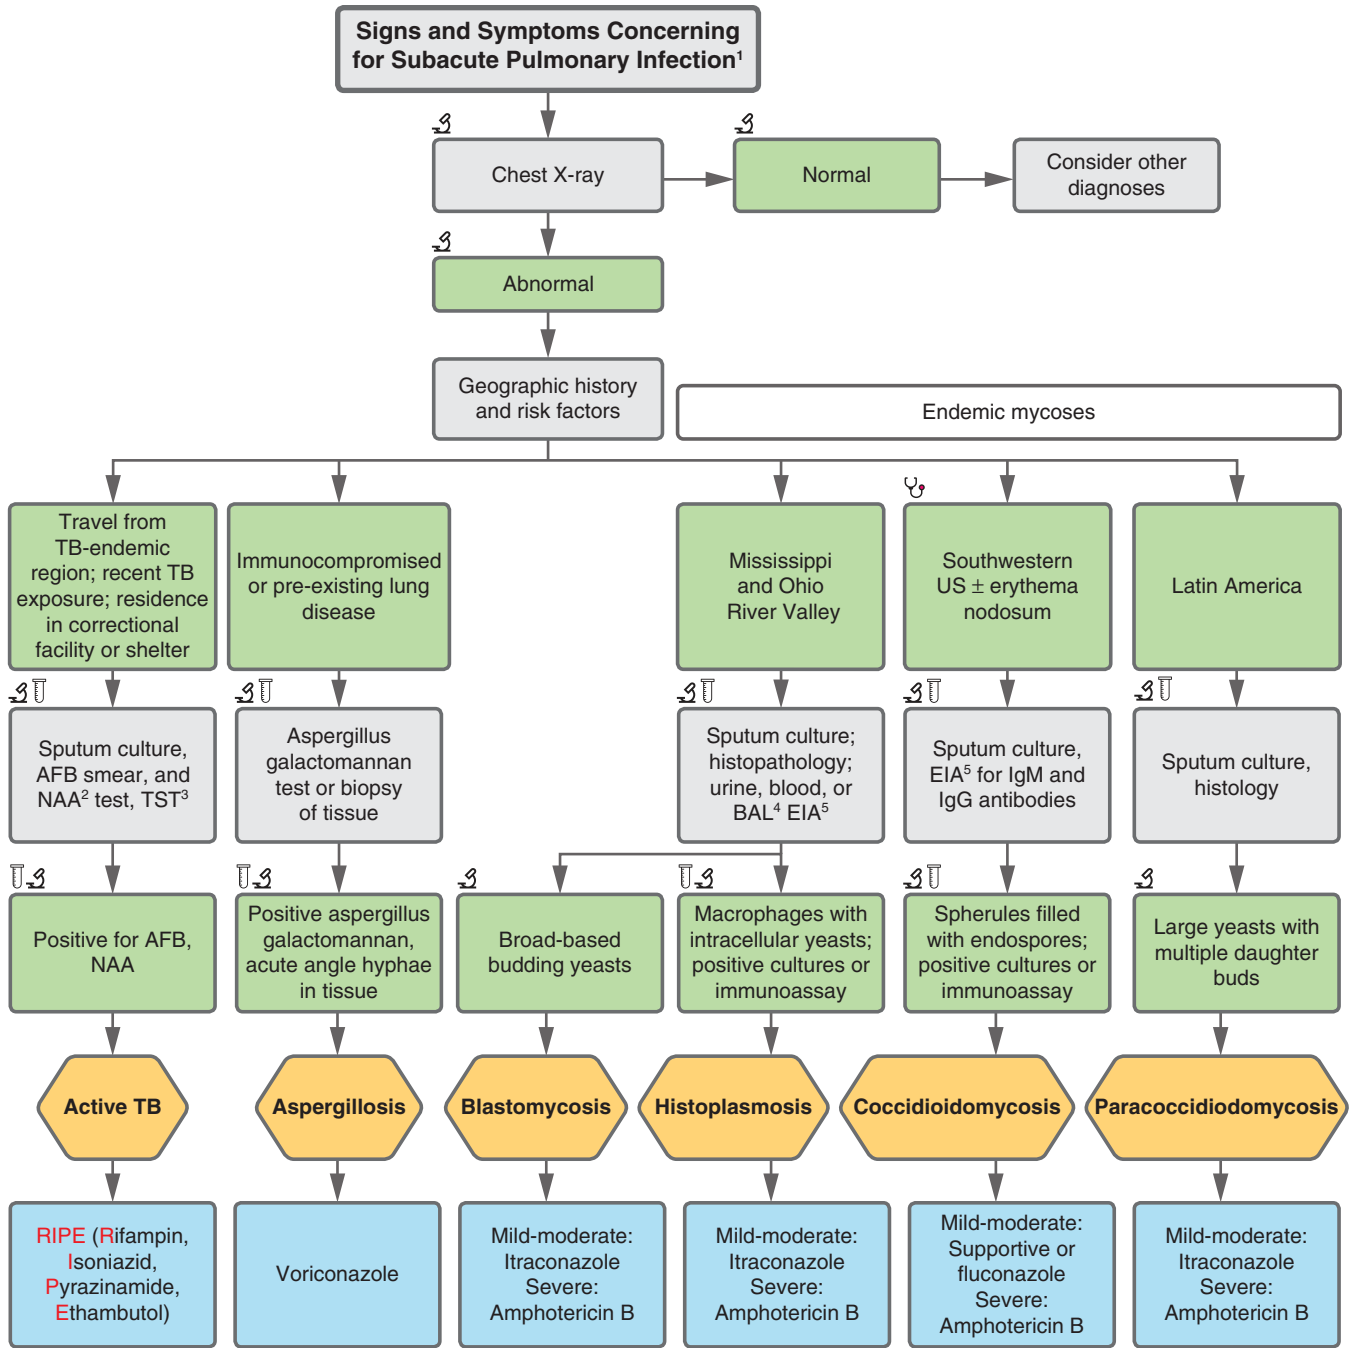 Signs and Symptoms Concerning
for Subacute Pulmonary Infection¹
Chest X-ray
Normal
Consider other
diagnoses
Abnormal
Geographic history
and risk factors
Endemic mycoses
Travel from
TB-endemic
region; recent TB
exposure; residence
in correctional
facility or shelter
Immunocompromised
or pre-existing lung
disease
Mississippi
and Ohio
River Valley
Southwestern
US ± erythema
nodosum
Latin America
Sputum culture,
AFB smear, and
NAA² test, TST³
Aspergillus
galactomannan
test or biopsy
of tissue
Sputum culture;
histopathology;
urine, blood, or
BAL⁴ EIA⁵
Sputum culture,
EIA⁵ for IgM and
IgG antibodies
Sputum culture,
histology
Positive for AFB,
NAA
Positive aspergillus
galactomannan,
acute angle hyphae
in tissue
Broad-based
budding yeasts
Macrophages with
intracellular yeasts;
positive cultures or
immunoassay
Spherules filled
with endospores;
positive cultures or
immunoassay
Large yeasts with
multiple daughter
buds
Active TB
Aspergillosis
Blastomycosis
Histoplasmosis
Coccidioidomycosis
Paracoccidiodomycosis
RIPE (Rifampin,
Isoniazid,
Pyrazinamide,
Ethambutol)
Voriconazole
Mild-moderate:
Itraconazole
Severe:
Amphotericin B
Mild-moderate:
Itraconazole
Severe:
Amphotericin B
Mild-moderate:
Supportive or
fluconazole
Severe:
Amphotericin B
Mild-moderate:
Itraconazole
Severe:
Amphotericin B